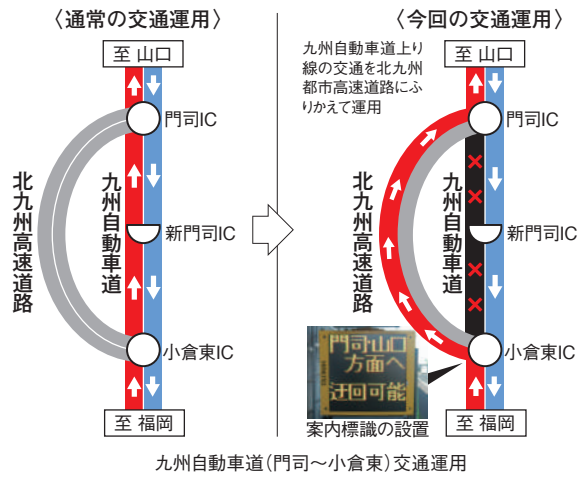 〈通常の交通運用〉
至 山口
門司IC
北九州高速道路
九州自動車道
新門司IC
小倉東IC
至 福岡
〈今回の交通運用〉
九州自動車道上り
線の交通を北九州
都市高速道路にふ
りかえて運用
至 山口
門司IC
北九州高速道路
九州自動車道
新門司IC
小倉東IC
門司山口
方面へ
迂回可能
案内標識の設置
至 福岡
九州自動車道(門司〜小倉東)交通運用